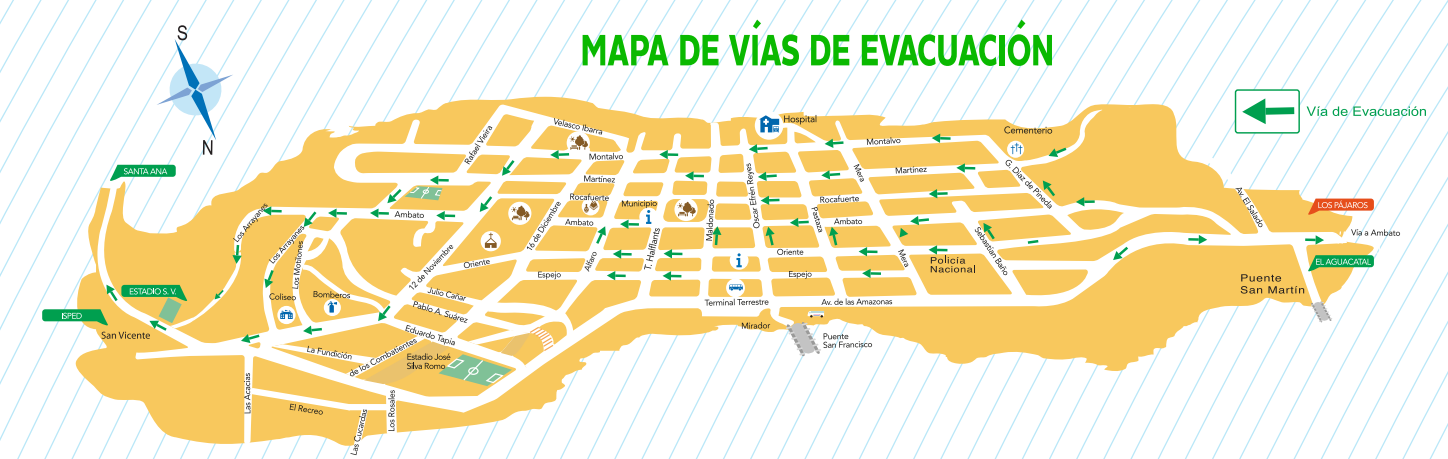 MAPA DE VÍAS DE EVACUACIÓN
S
N
Vía de Evacuación
Hospital
Cementerio
Velasco Ibarra
Rafael Vieira
Montalvo
Montalvo
Martínez
Martínez
Mera
G. Díaz de Pineda
SANTA ANA
Rocafuerte
Rocafuerte
Municipio
Oscar Efrén Reyes
Maldonado
Pastaza
Av. El Salado
LOS PÁJAROS
Vía a Ambato
Los Arrayanes
Los Arrayanes
Ambato
Ambato
Ambato
16 de Diciembre
T. Halflants
Alfaro
Sebastián Baño
Los Motilones
12 de Noviembre
Oriente
Oriente
Mera
Policía
Nacional
EL AGUACATAL
Espejo
Espejo
Puente
San Martín
ESTADIO S. V.
Coliseo
Bomberos
Julio Cañar
Pablo A. Suárez
Terminal Terrestre
Av. de las Amazonas
ISPED
San Vicente
Mirador
Puente
San Francisco
Eduardo Tapia
La Fundición
de los Combatientes
Estadio José
Silva Romo
Las Acacias
El Recreo
Las Cucardas
Los Rosales